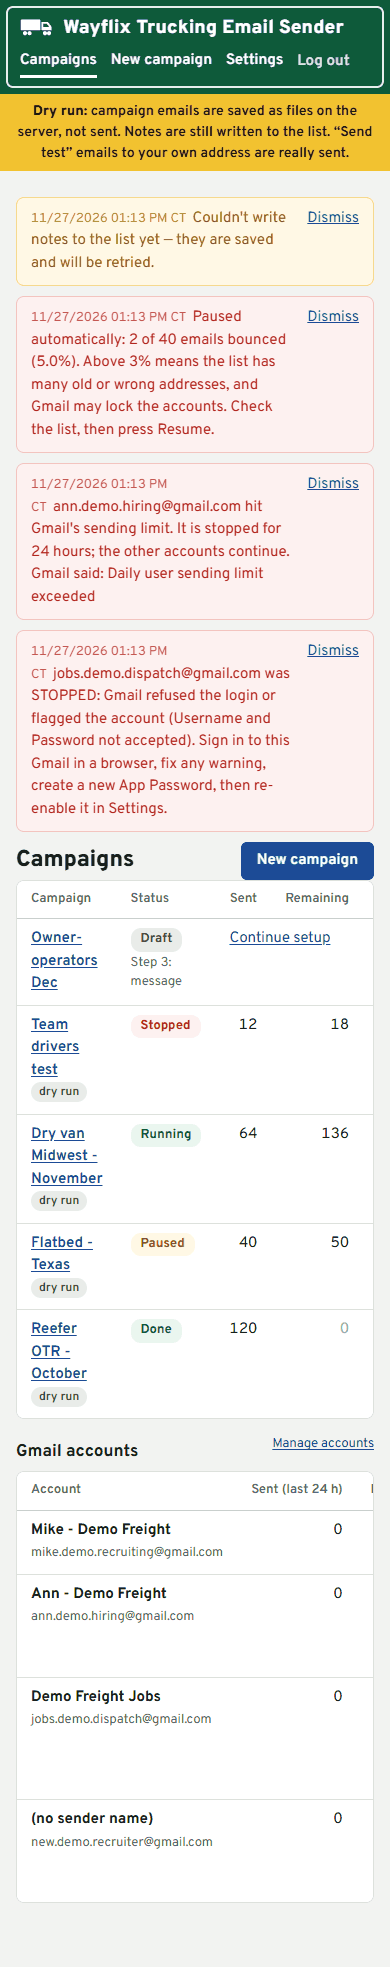 Wayflix Trucking Email Sender
Campaigns New campaign Settings Log out
Dry run: campaign emails are saved as files on the
server, not sent. Notes are still written to the list. “Send
test” emails to your own address are really sent.
11/27/2026 01:13 PM CT Couldn't write Dismiss
notes to the list yet — they are saved
and will be retried.
11/27/2026 01:13 PM CT Paused Dismiss
automatically: 2 of 40 emails bounced
(5.0%). Above 3% means the list has
many old or wrong addresses, and
Gmail may lock the accounts. Check
the list, then press Resume.
11/27/2026 01:13 PM Dismiss
CT ann.demo.hiring@gmail.com hit
Gmail's sending limit. It is stopped for
24 hours; the other accounts continue.
Gmail said: Daily user sending limit
exceeded
11/27/2026 01:13 PM Dismiss
CT jobs.demo.dispatch@gmail.com was
STOPPED: Gmail refused the login or
flagged the account (Username and
Password not accepted). Sign in to this
Gmail in a browser, fix any warning,
create a new App Password, then re-
enable it in Settings.
Campaigns New campaign
Campaign Status Sent Remaining
Owner- Draft Continue setup
operators Step 3:
Dec message
Team Stopped 12 18
drivers
test
dry run
Dry van Running 64 136
Midwest -
November
dry run
Flatbed - Paused 40 50
Texas
dry run
Reefer Done 120 0
OTR -
October
dry run
Gmail accounts Manage accounts
Account Sent (last 24 h)
Mike - Demo Freight 0
mike.demo.recruiting@gmail.com
Ann - Demo Freight 0
ann.demo.hiring@gmail.com
Demo Freight Jobs 0
jobs.demo.dispatch@gmail.com
(no sender name) 0
new.demo.recruiter@gmail.com